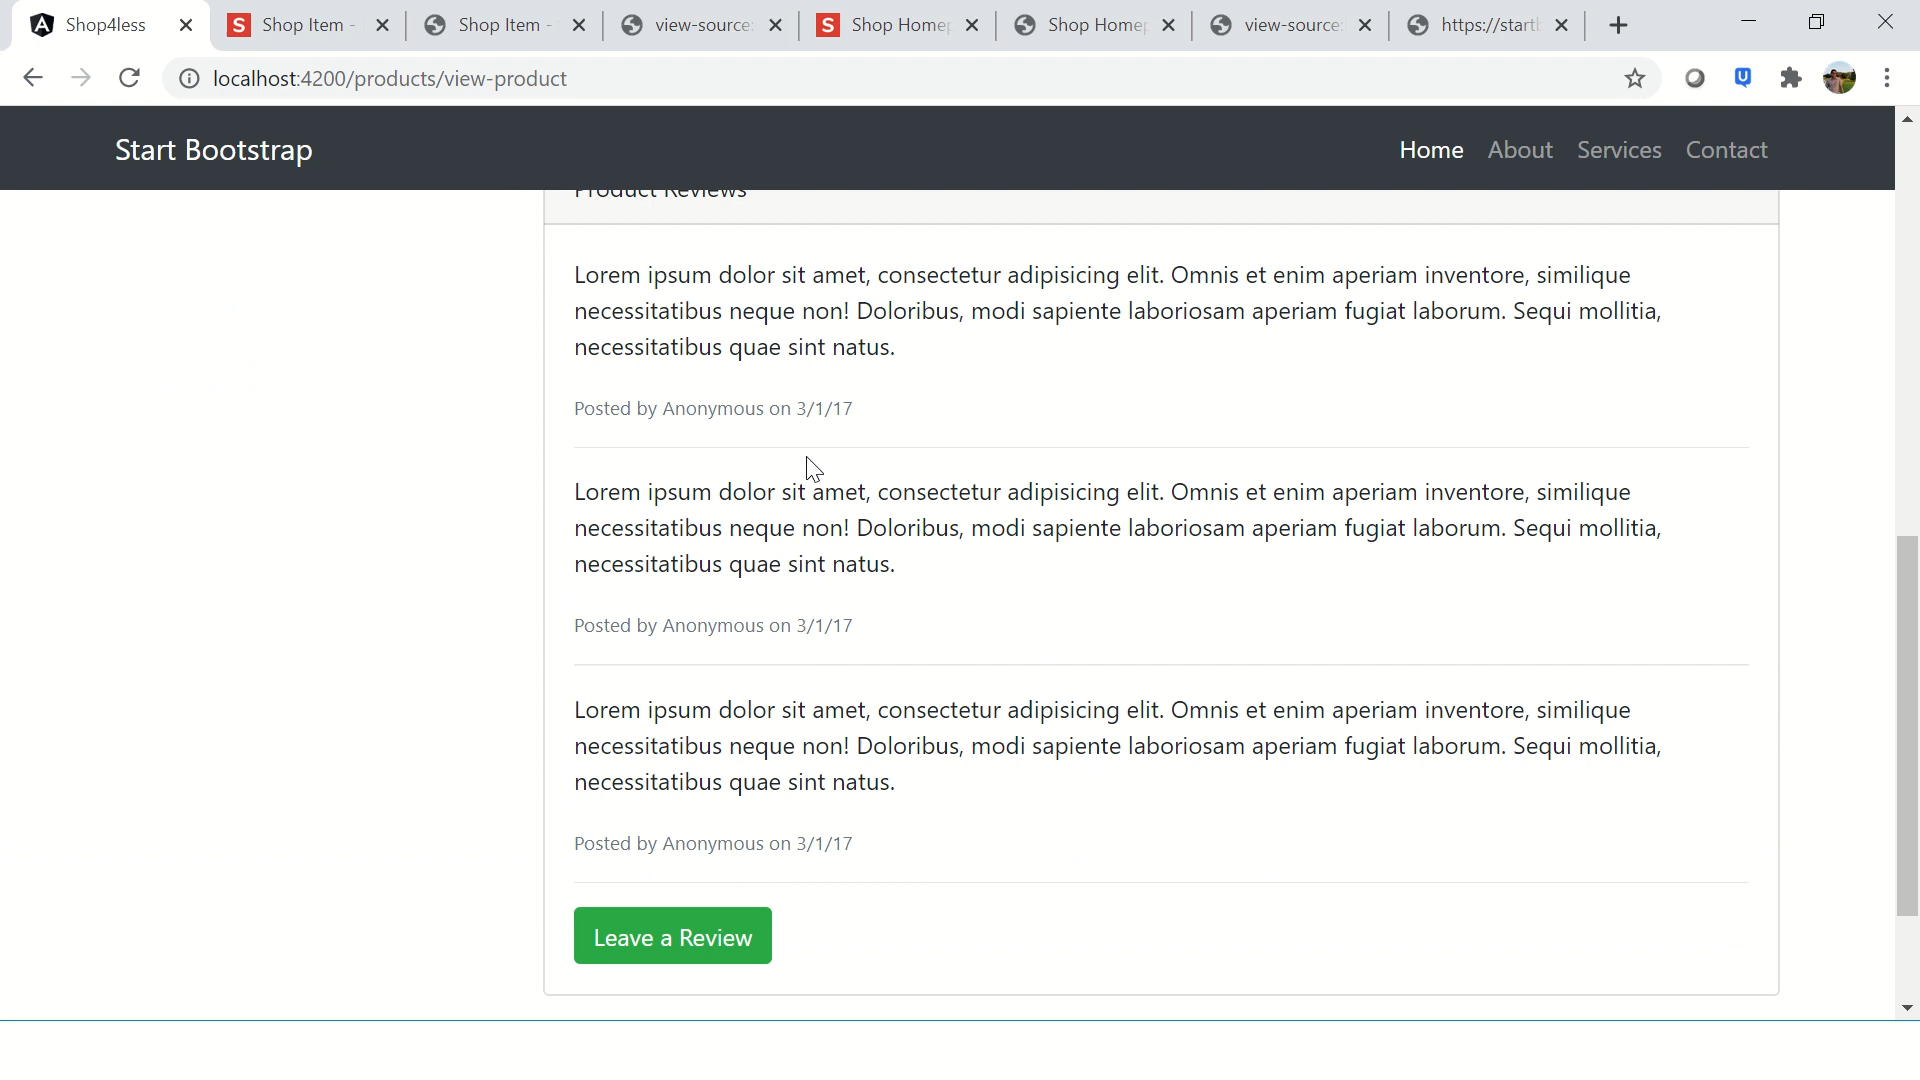 Shop4less
Shop Item -
Shop Item -
view-source:
Shop Homep
Shop Homep
view-source:
https://startb
localhost:4200/products/view-product
Start Bootstrap
Home About Services Contact
Product Reviews
Lorem ipsum dolor sit amet, consectetur adipisicing elit. Omnis et enim aperiam inventore, similique
necessitatibus neque non! Doloribus, modi sapiente laboriosam aperiam fugiat laborum. Sequi mollitia,
necessitatibus quae sint natus.
Posted by Anonymous on 3/1/17
Lorem ipsum dolor sit amet, consectetur adipisicing elit. Omnis et enim aperiam inventore, similique
necessitatibus neque non! Doloribus, modi sapiente laboriosam aperiam fugiat laborum. Sequi mollitia,
necessitatibus quae sint natus.
Posted by Anonymous on 3/1/17
Lorem ipsum dolor sit amet, consectetur adipisicing elit. Omnis et enim aperiam inventore, similique
necessitatibus neque non! Doloribus, modi sapiente laboriosam aperiam fugiat laborum. Sequi mollitia,
necessitatibus quae sint natus.
Posted by Anonymous on 3/1/17
Leave a Review